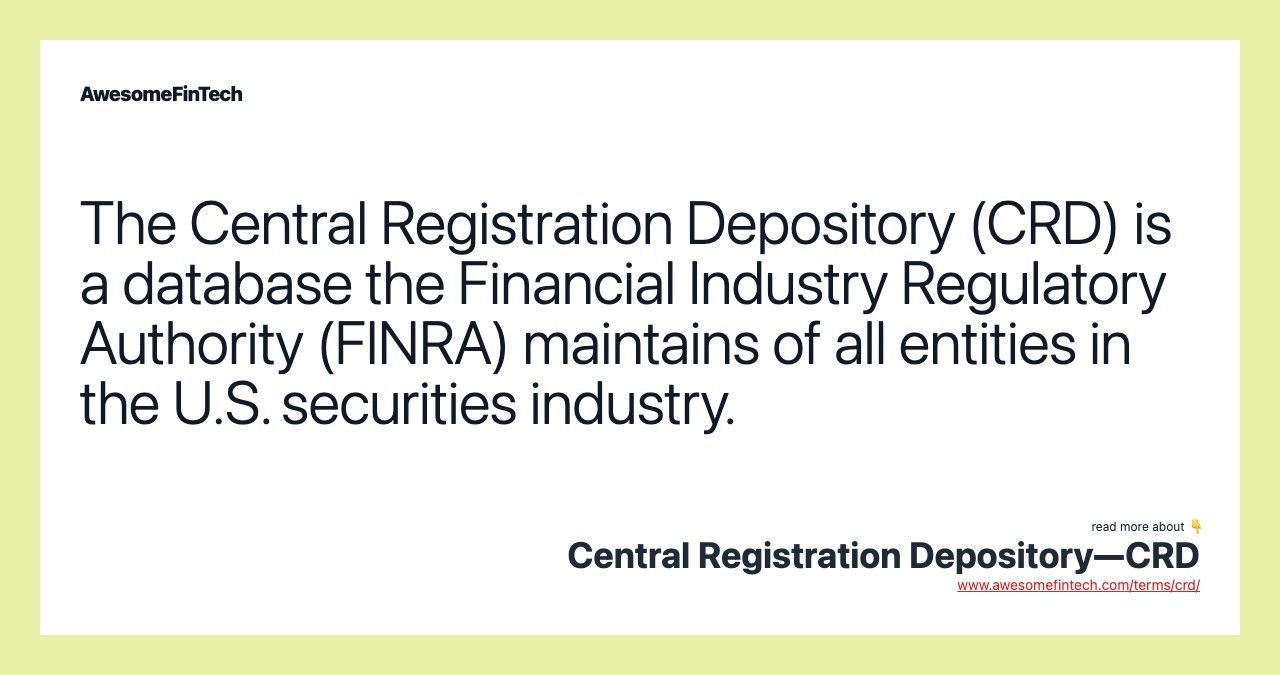 AwesomeFinTech
The Central Registration Depository (CRD) is
a database the Financial Industry Regulatory
Authority (FINRA) maintains of all entities in
the U.S. securities industry.
read more about 👇
Central Registration Depository—CRD
www.awesomefintech.com/terms/crd/